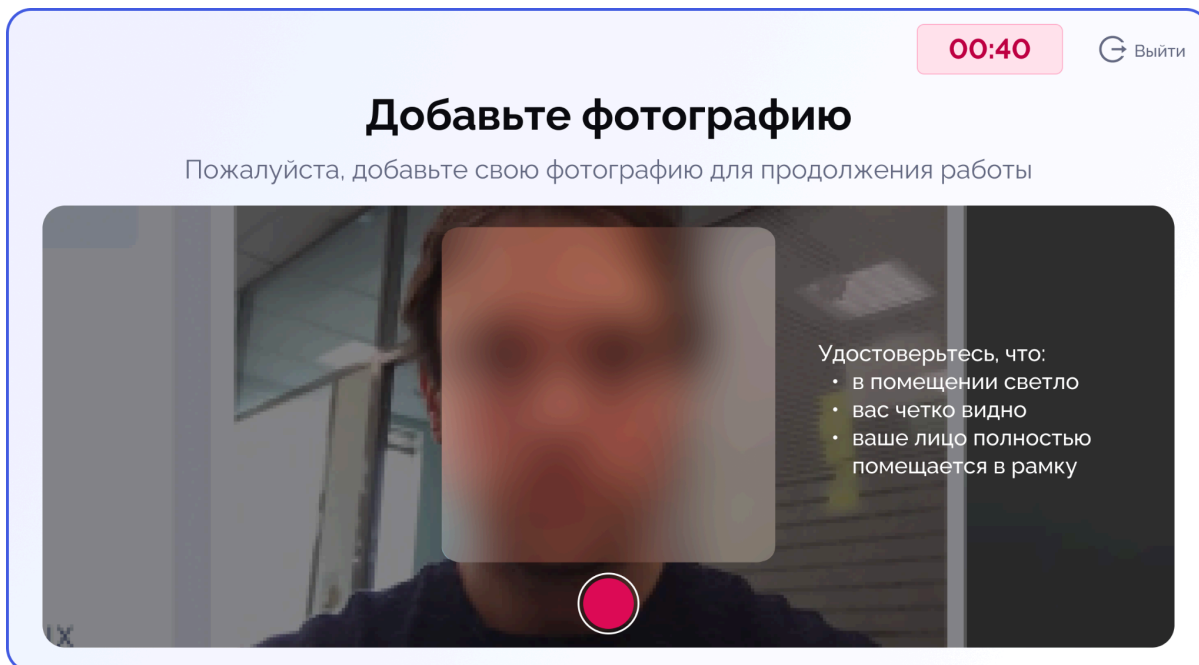 00:40
Выйти
Добавьте фотографию
Пожалуйста, добавьте свою фотографию для продолжения работы
Удостоверьтесь, что:
• в помещении светло
• вас четко видно
• ваше лицо полностью
помещается в рамку